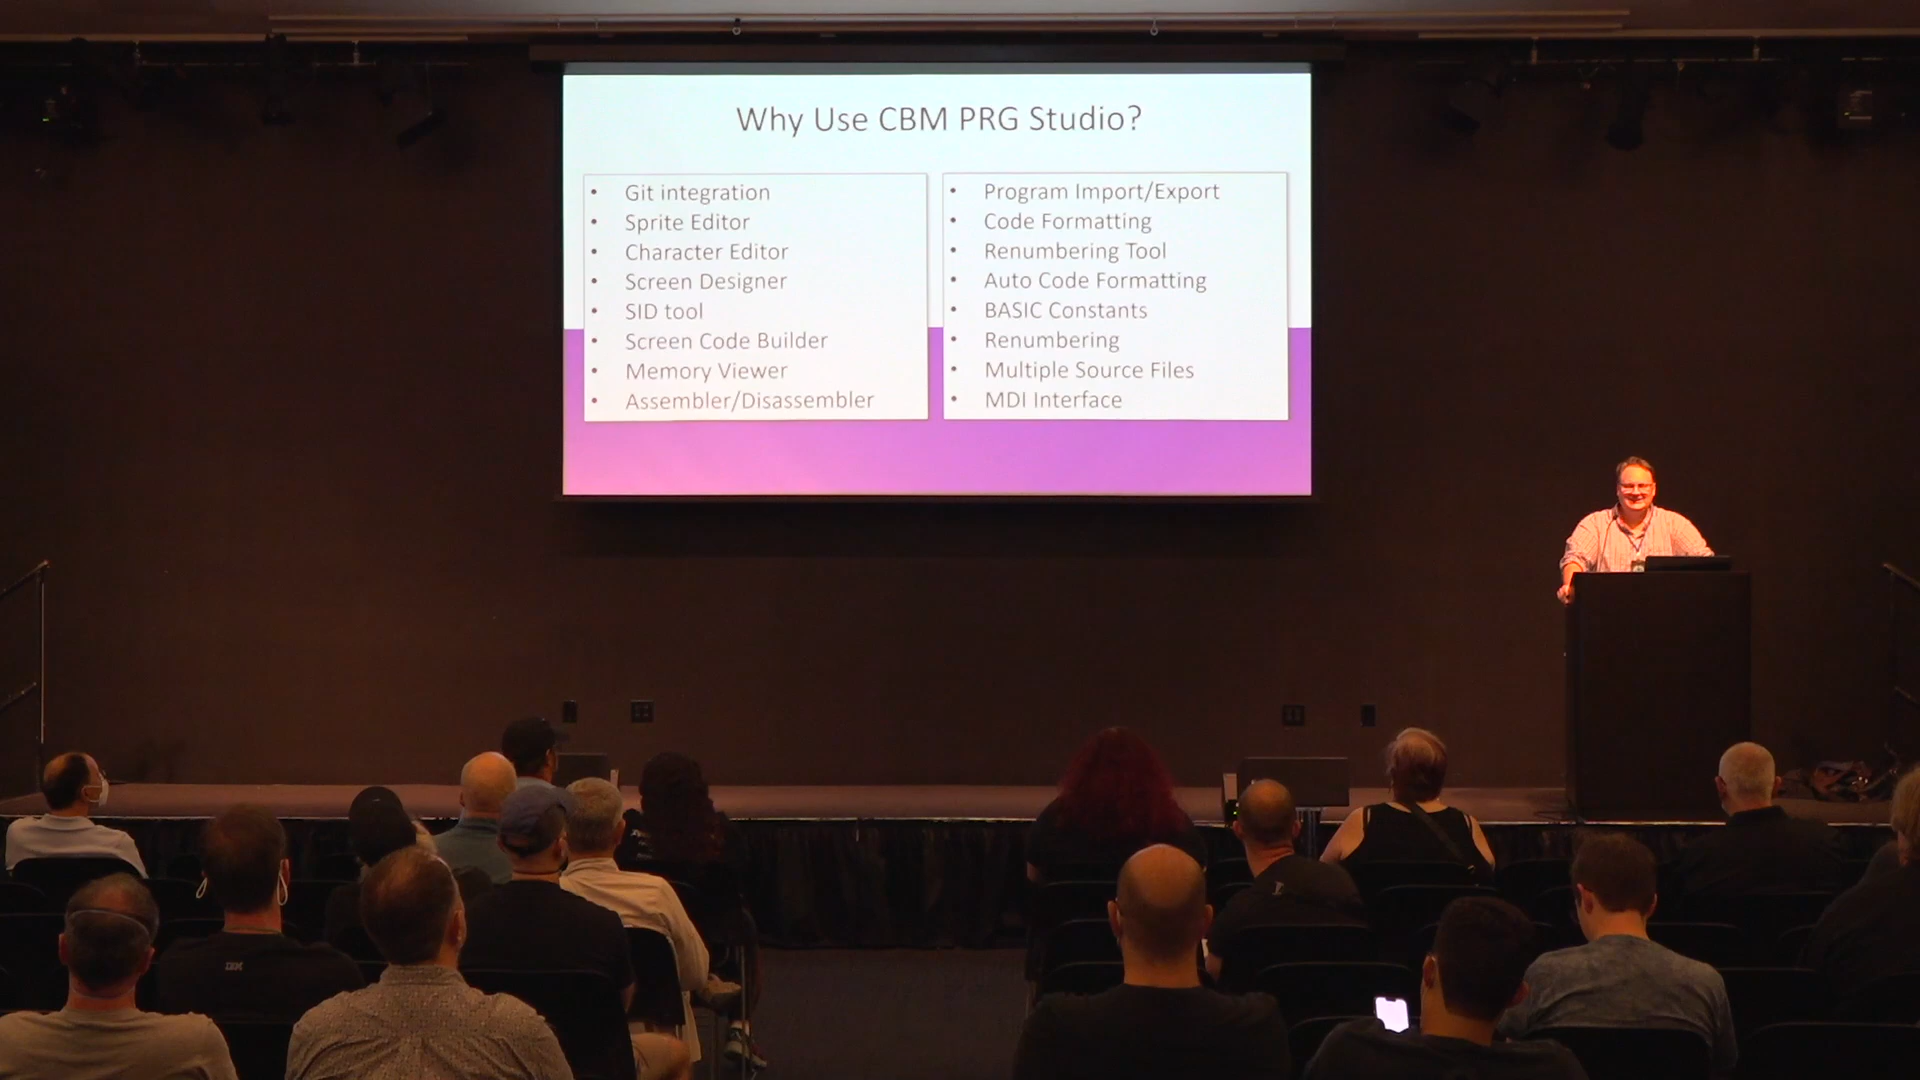 Why Use CBM PRG Studio?
• Git integration
• Sprite Editor
• Character Editor
• Screen Designer
• SID tool
• Screen Code Builder
• Memory Viewer
• Assembler/Disassembler
• Program Import/Export
• Code Formatting
• Renumbering Tool
• Auto Code Formatting
• BASIC Constants
• Renumbering
• Multiple Source Files
• MDI Interface
IBM